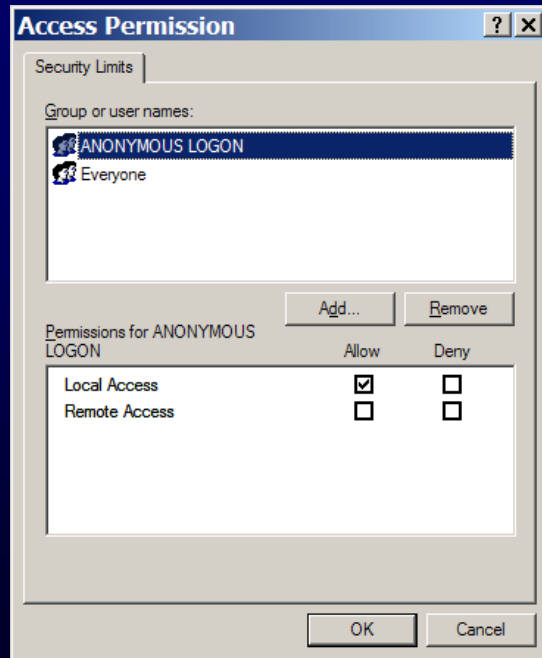 Access Permission
Security Limits
Group or user names:
ANONYMOUS LOGON
Everyone
Add... Remove
Permissions for ANONYMOUS
LOGON Allow Deny
Local Access
Remote Access
OK Cancel